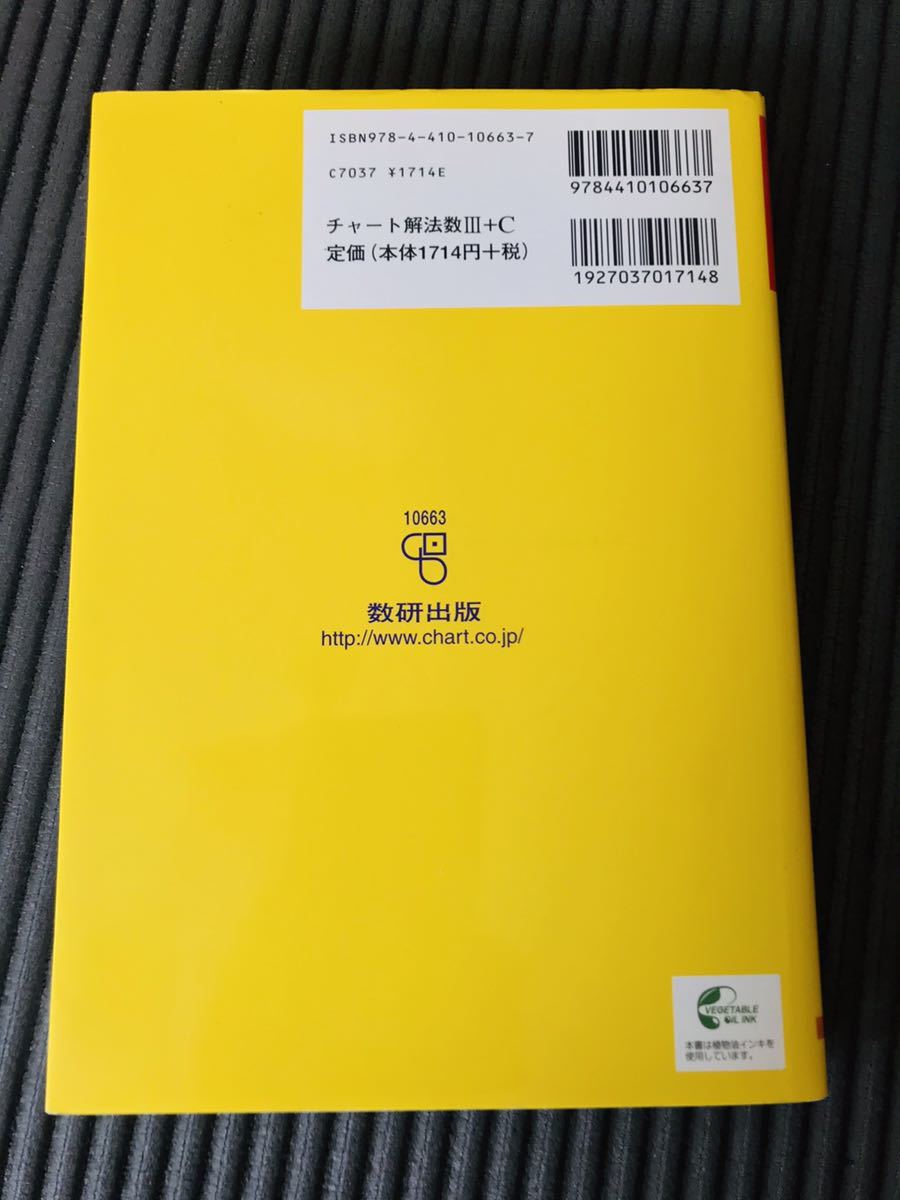 ISBN978-4-410-10663-7
C7037 ¥1714E
チャート解法数Ⅲ+C
定価(本体1714円+税)
9784410106637
1927037017148
10663
数研出版
http://www.chart.co.jp/
VEGETABLE
OIL INK
本書は植物油インキを
使用しています。